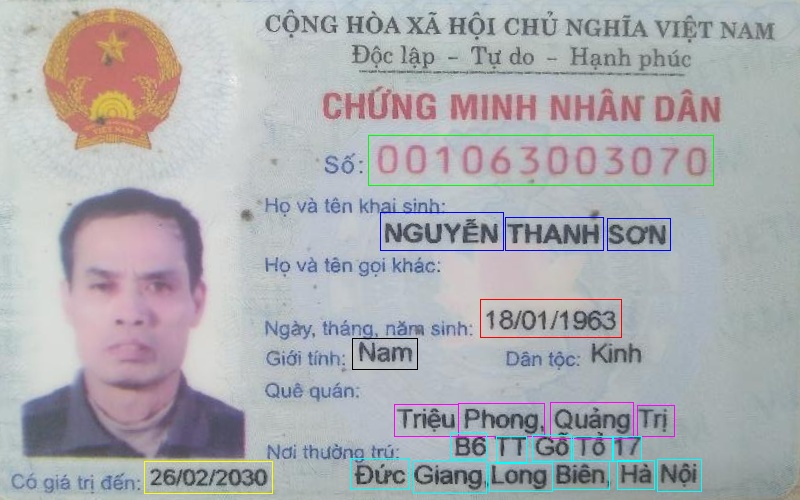 CỘNG HÒA XÃ HỘI CHỦ NGHĨA VIỆT NAM
Độc lập - Tự do - Hạnh phúc
CHỨNG MINH NHÂN DÂN
Số: 001063003070
Họ và tên khai sinh:
NGUYỄN THANH SƠN
Họ và tên gọi khác:
Ngày, tháng, năm sinh: 18/01/1963
Giới tính: Nam Dân tộc: Kinh
Quê quán:
Triệu Phong, Quảng Trị
Nơi thường trú: B6 TT Gỗ Tổ 17
Đức Giang, Long Biên, Hà Nội
Có giá trị đến: 26/02/2030
VIỆT NAM